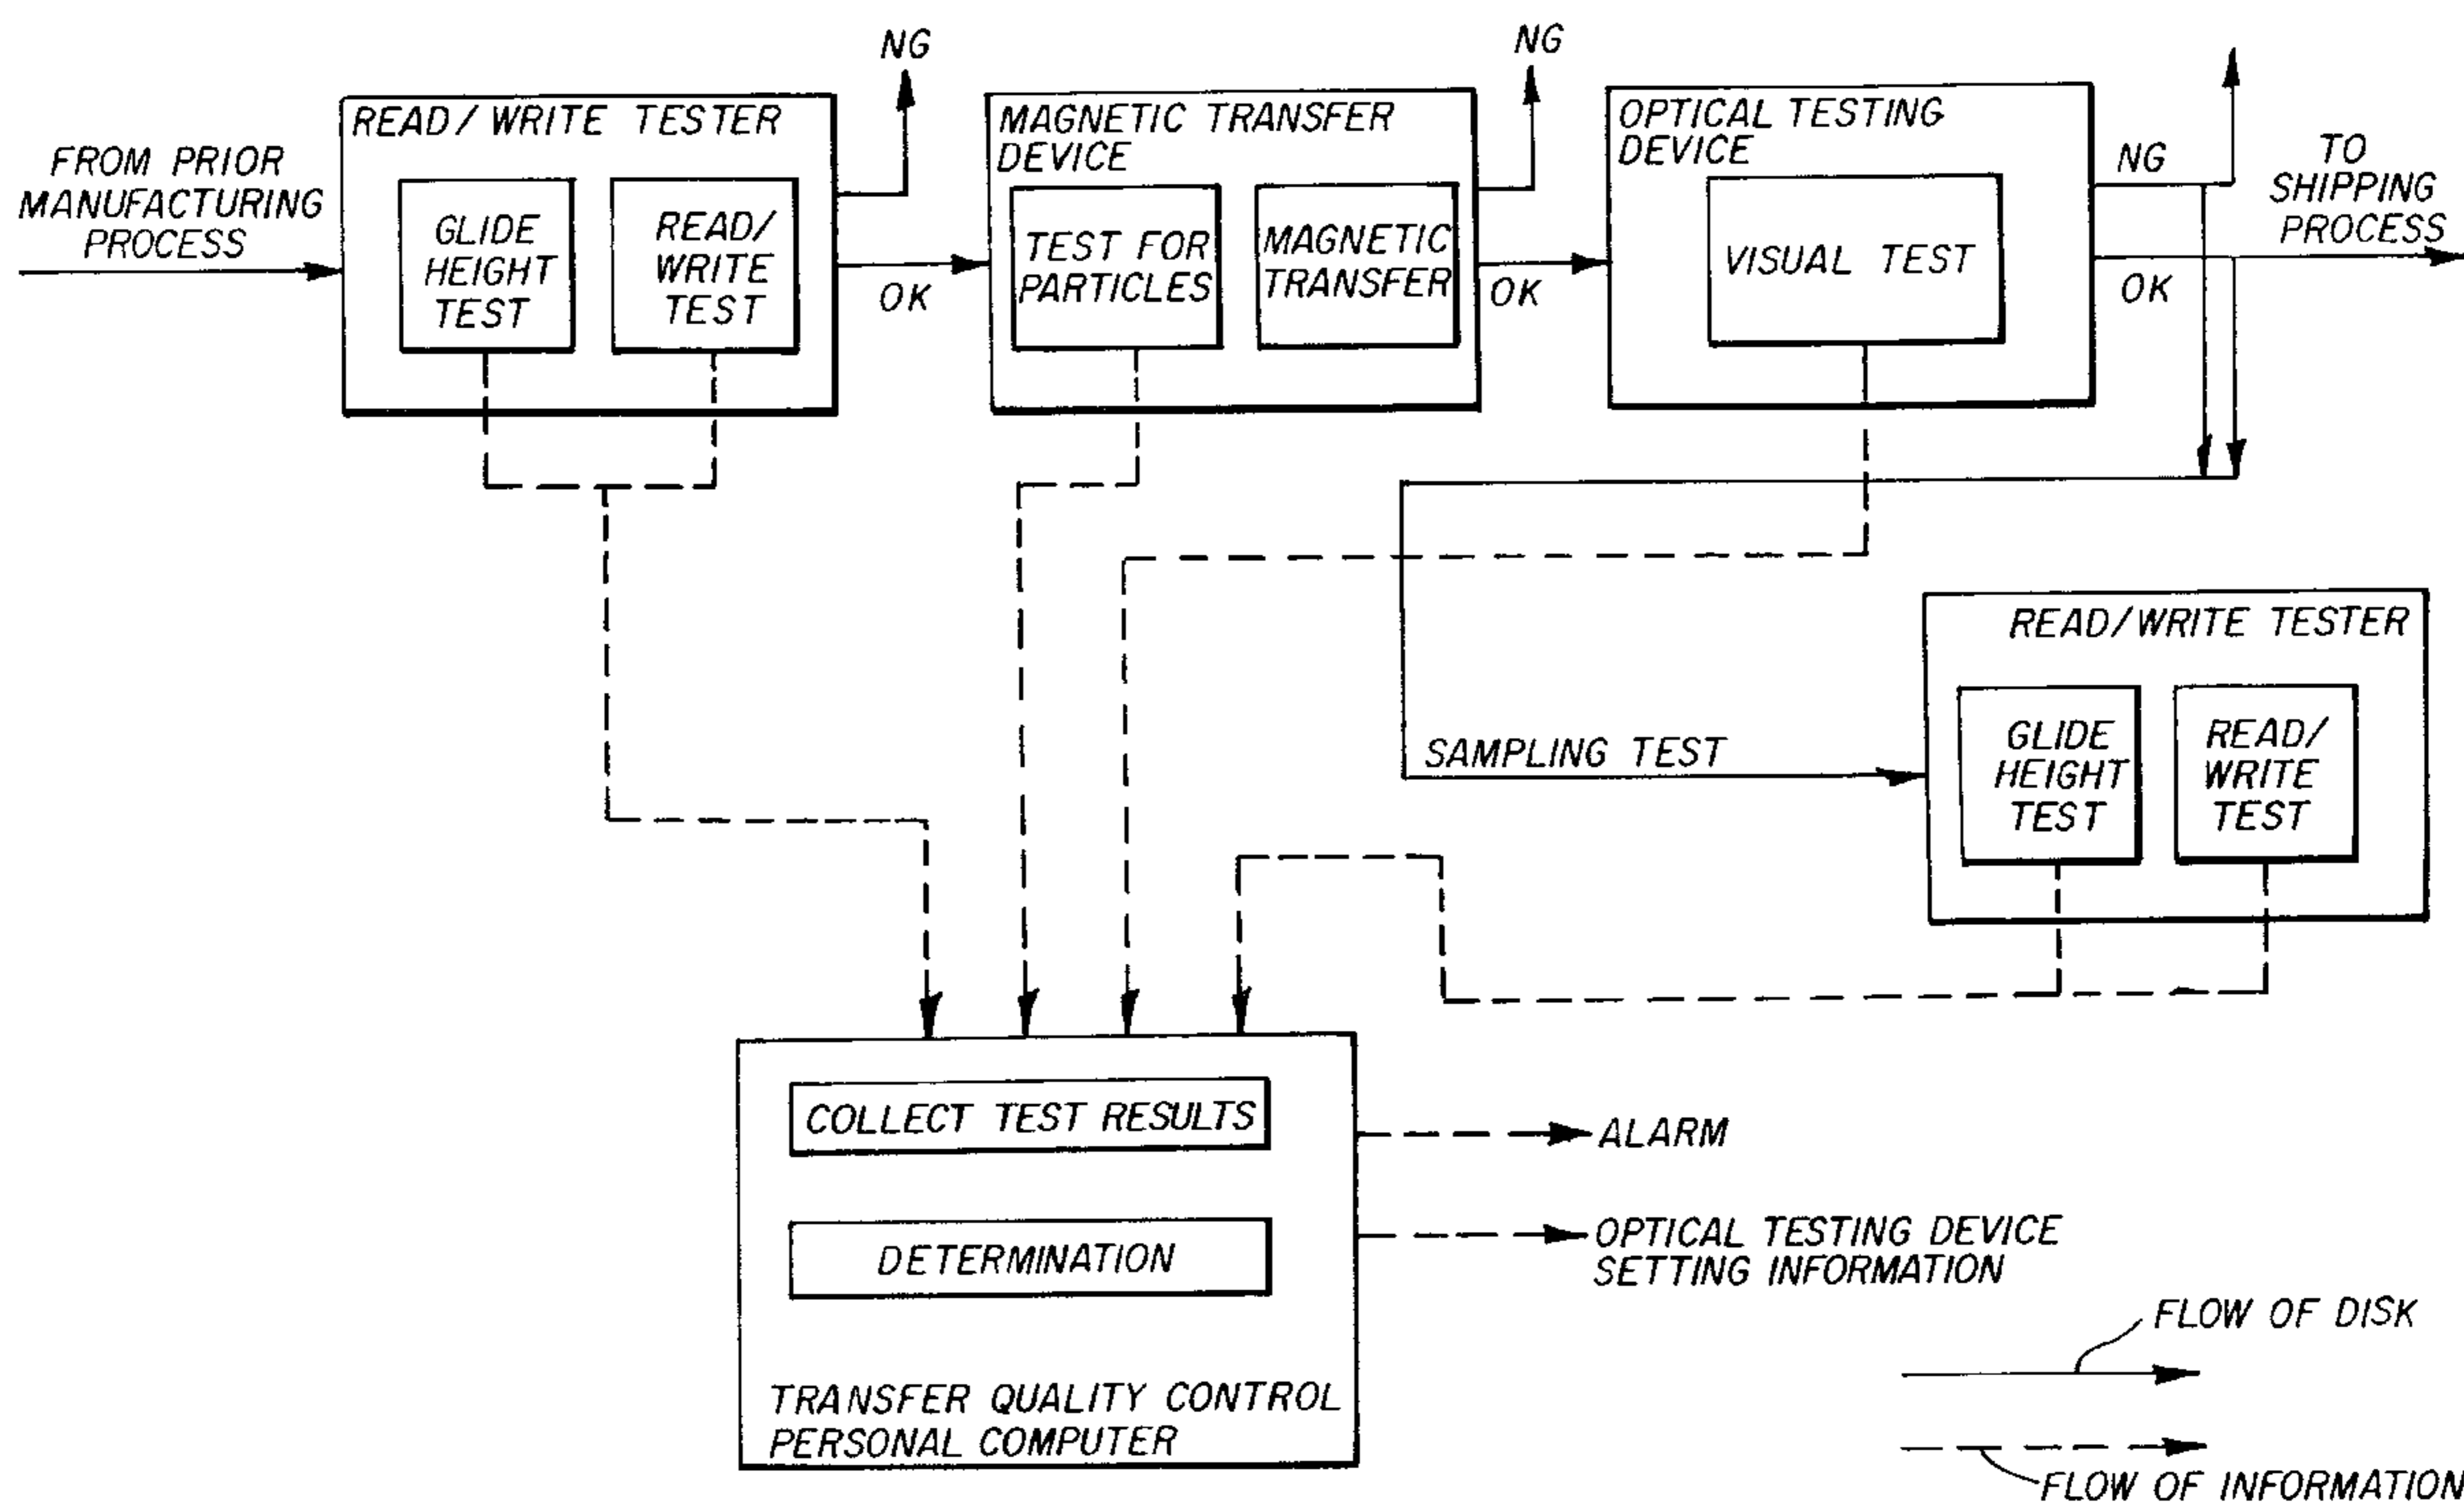 FROM PRIOR
MANUFACTURING
PROCESS
READ/WRITE TESTER
GLIDE
HEIGHT
TEST
READ/
WRITE
TEST
NG
OK
MAGNETIC TRANSFER
DEVICE
TEST FOR
PARTICLES
MAGNETIC
TRANSFER
NG
OK
OPTICAL TESTING
DEVICE
VISUAL TEST
NG
OK
TO
SHIPPING
PROCESS
SAMPLING TEST
READ/WRITE TESTER
GLIDE
HEIGHT
TEST
READ/
WRITE
TEST
COLLECT TEST RESULTS
DETERMINATION
TRANSFER QUALITY CONTROL
PERSONAL COMPUTER
ALARM
OPTICAL TESTING DEVICE
SETTING INFORMATION
FLOW OF DISK
FLOW OF INFORMATION